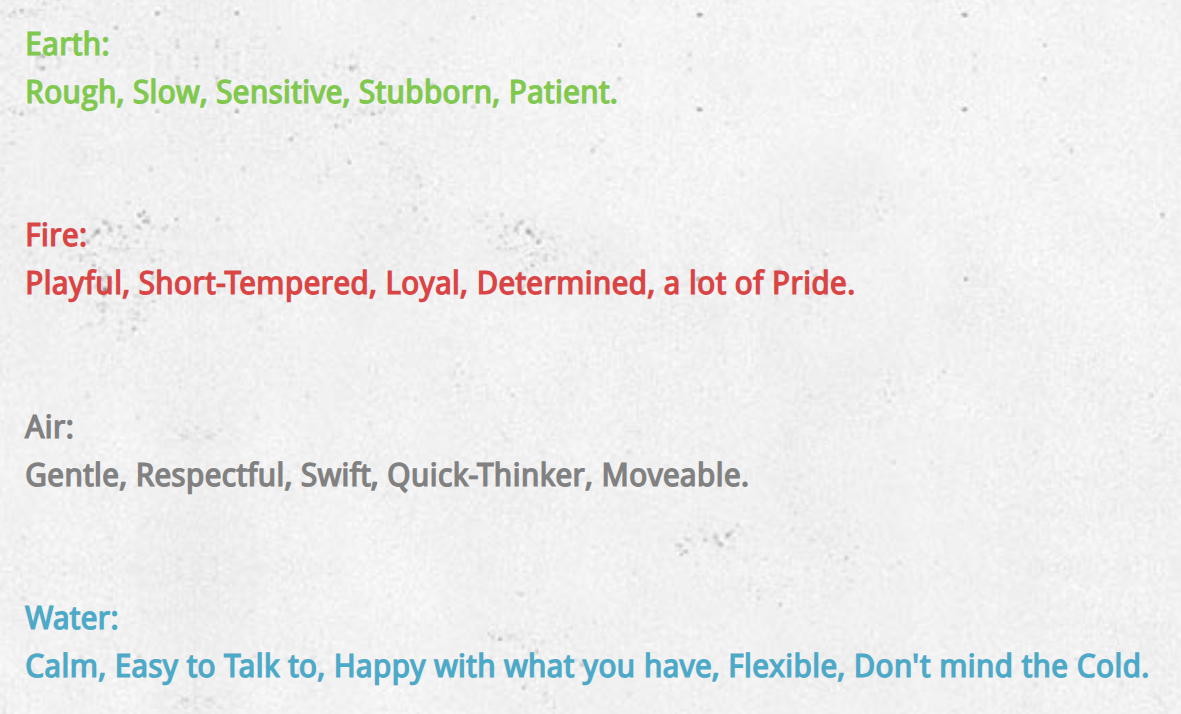 Earth:
Rough, Slow, Sensitive, Stubborn, Patient.
Fire:
Playful, Short-Tempered, Loyal, Determined, a lot of Pride.
Air:
Gentle, Respectful, Swift, Quick-Thinker, Moveable.
Water:
Calm, Easy to Talk to, Happy with what you have, Flexible, Don't mind the Cold.